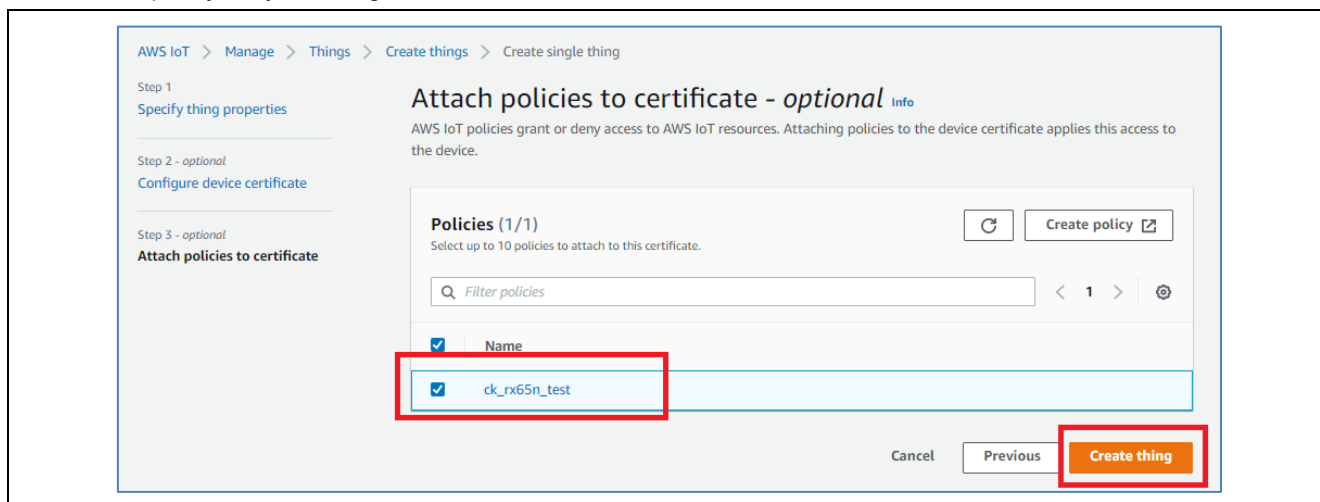 AWS IoT > Manage > Things > Create things > Create single thing
Step 1
Specify thing properties
Step 2 - optional
Configure device certificate
Step 3 - optional
Attach policies to certificate
Attach policies to certificate - optional Info
AWS IoT policies grant or deny access to AWS IoT resources. Attaching policies to the device certificate applies this access to
the device.
Policies (1/1)
Select up to 10 policies to attach to this certificate.
Create policy
Filter policies
< 1 >
Name
ck_rx65n_test
Cancel Previous Create thing